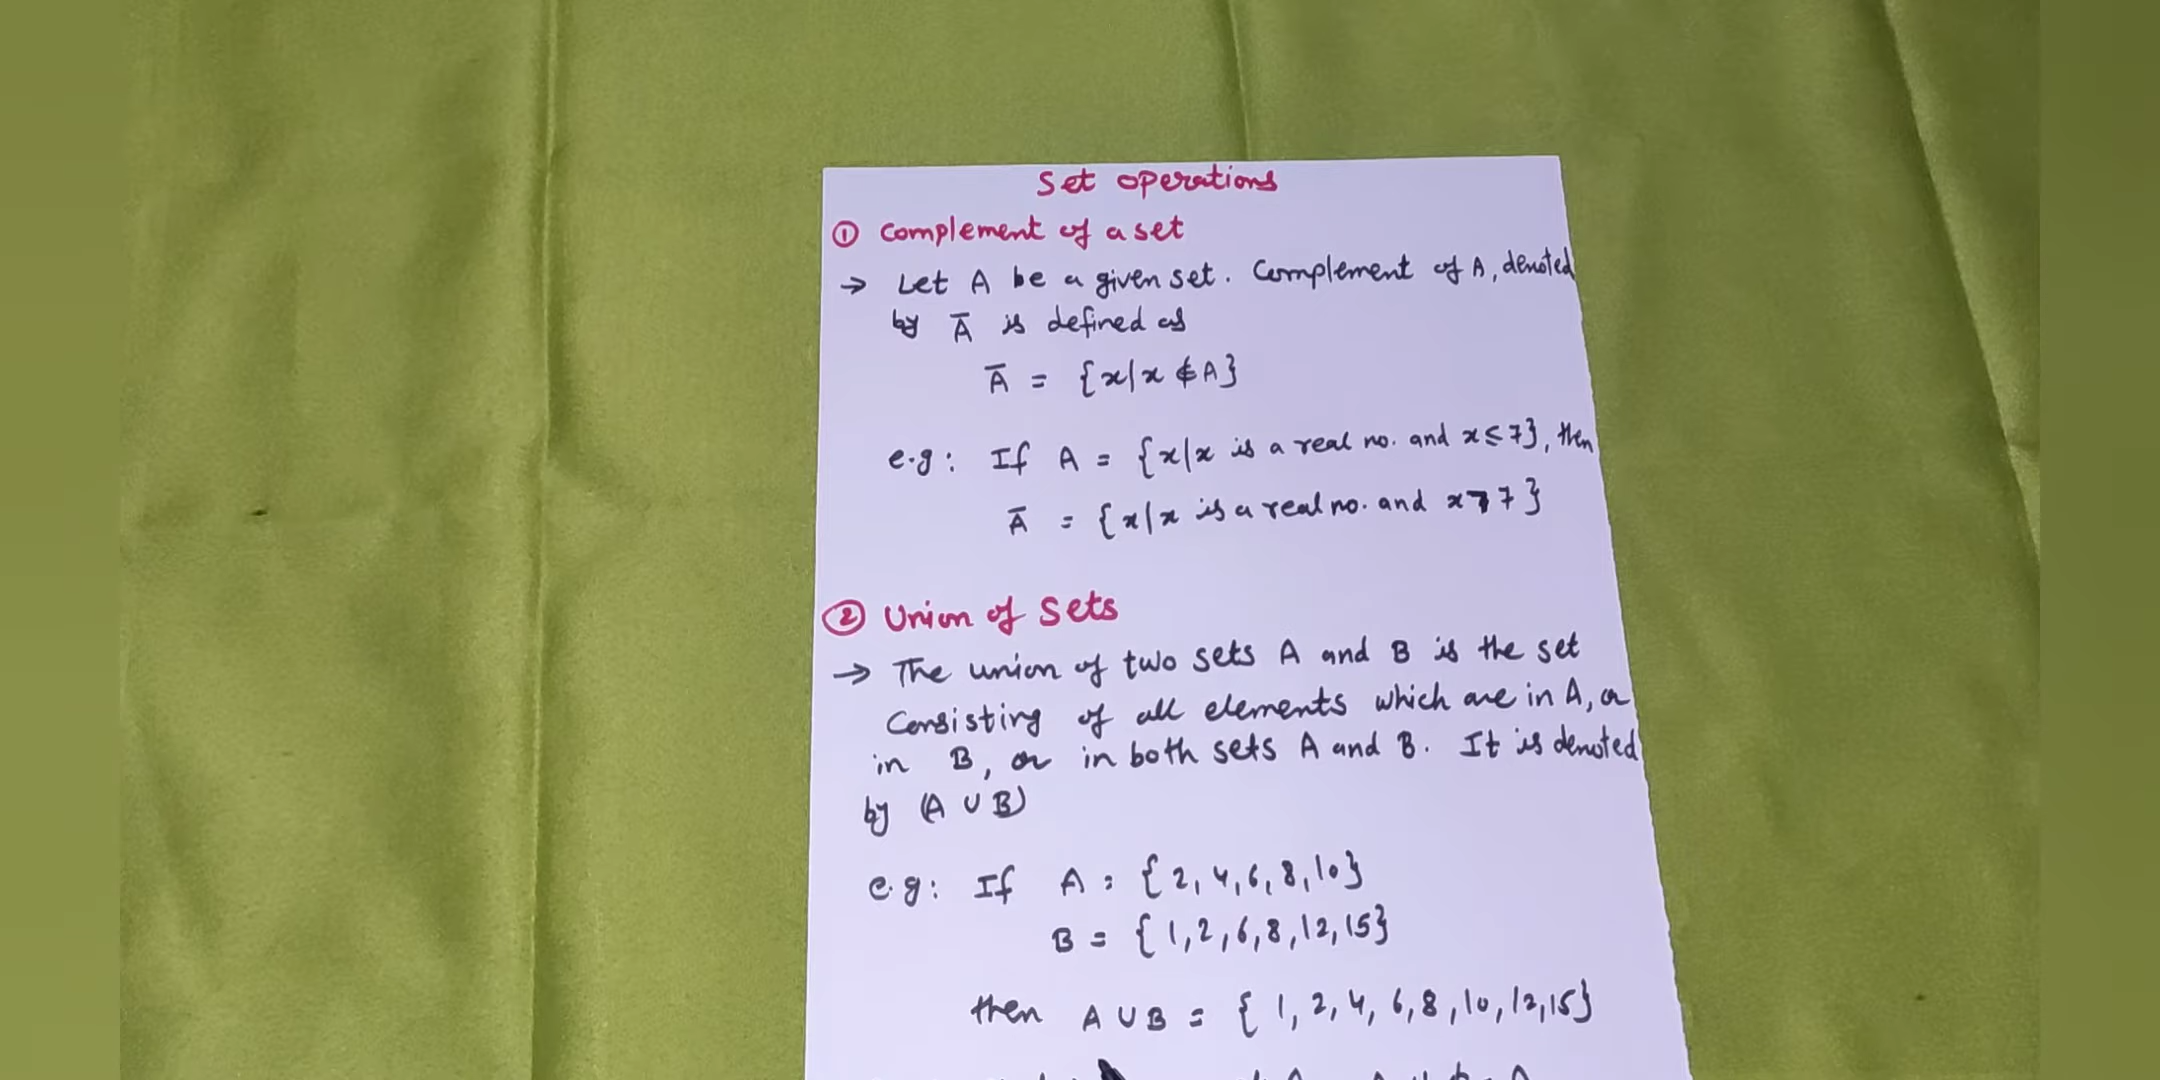 Set operations
① Complement of a set
→ Let A be a given set. Complement of A, denoted
by A̅ is defined as
A̅ = {x|x ∉ A}
e.g: If A = {x|x is a real no. and x ≤ 7}, then
A̅ = {x|x is a real no. and x > 7}
② Union of Sets
→ The union of two sets A and B is the set
Consisting of all elements which are in A, or
in B, or in both sets A and B. It is denoted
by (A ∪ B)
e.g: If A = {2, 4, 6, 8, 10}
B = {1, 2, 6, 8, 12, 15}
then A ∪ B = {1, 2, 4, 6, 8, 10, 12, 15}